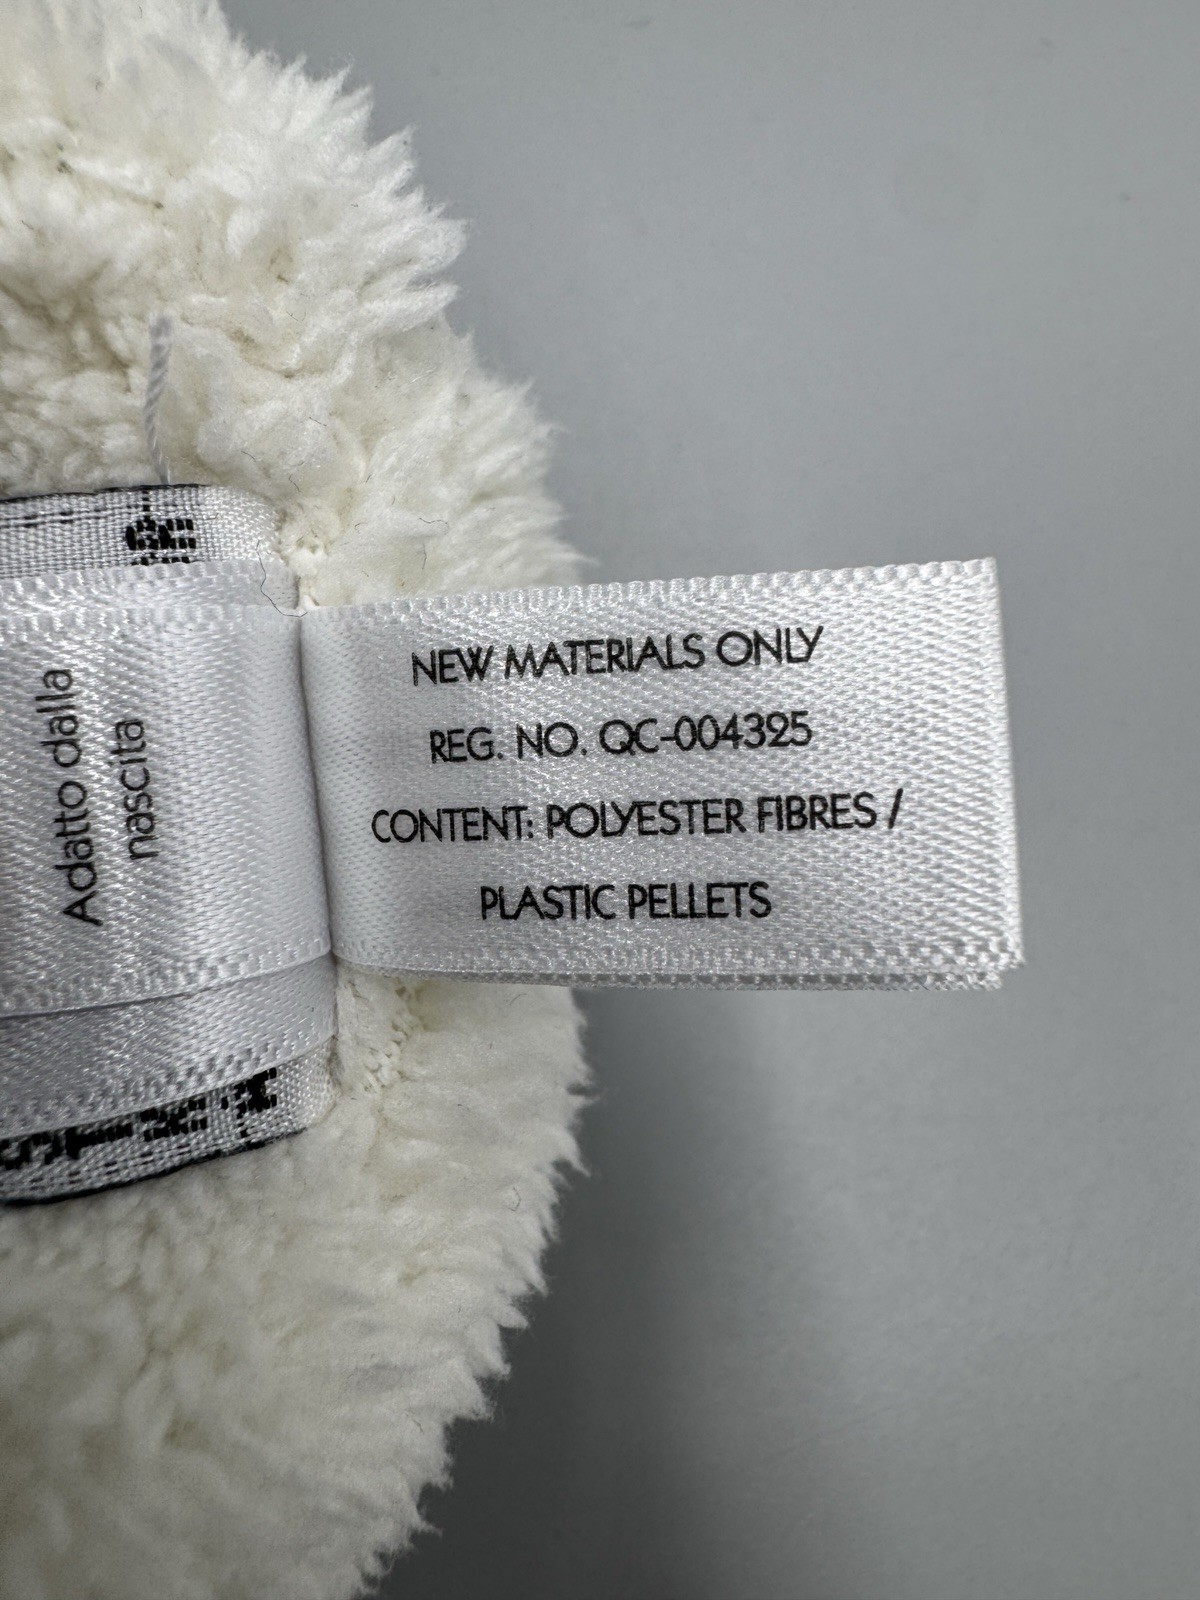 NEW MATERIALS ONLY
REG. NO. QC-004325
CONTENT: POLYESTER FIBRES /
PLASTIC PELLETS
Adatto dalla
nascita